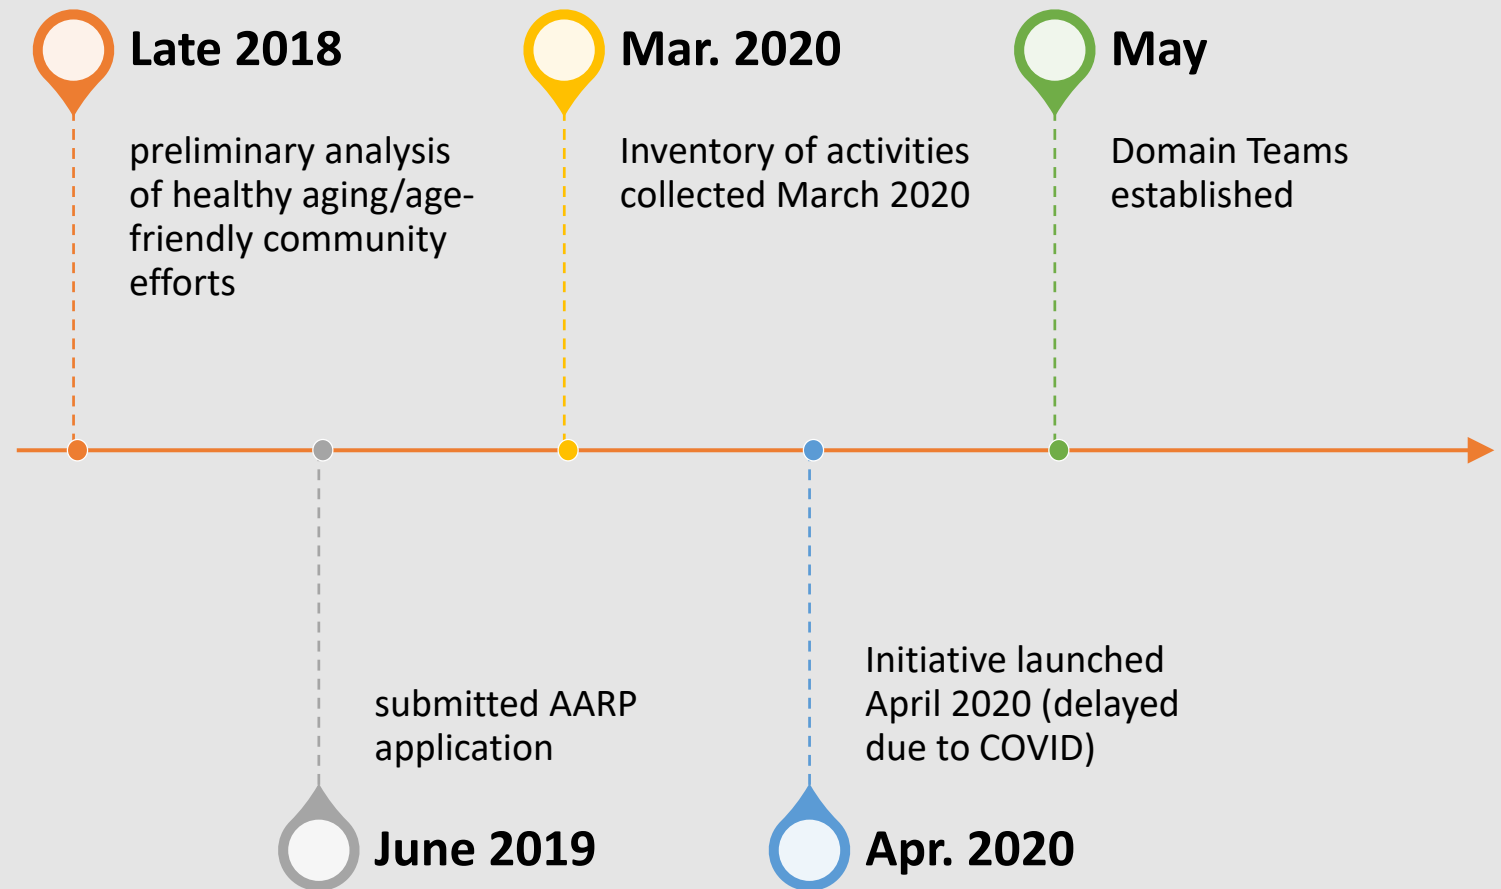 Late 2018
preliminary analysis
of healthy aging/age-
friendly community
efforts
submitted AARP
application
June 2019
Mar. 2020
Inventory of activities
collected March 2020
Initiative launched
April 2020 (delayed
due to COVID)
Apr. 2020
May
Domain Teams
established